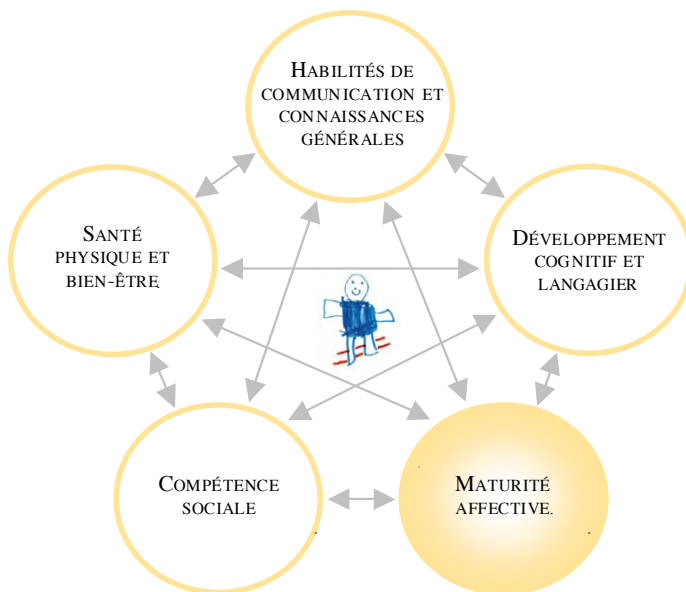 HABILITÉS DE
COMMUNICATION ET
CONNAISSANCES
GÉNÉRALES
SANTÉ
PHYSIQUE ET
BIEN-ÊTRE.
DÉVELOPPEMENT
COGNITIF ET
LANGAGIER
COMPÉTENCE
SOCIALE
MATURITÉ
AFFECTIVE.